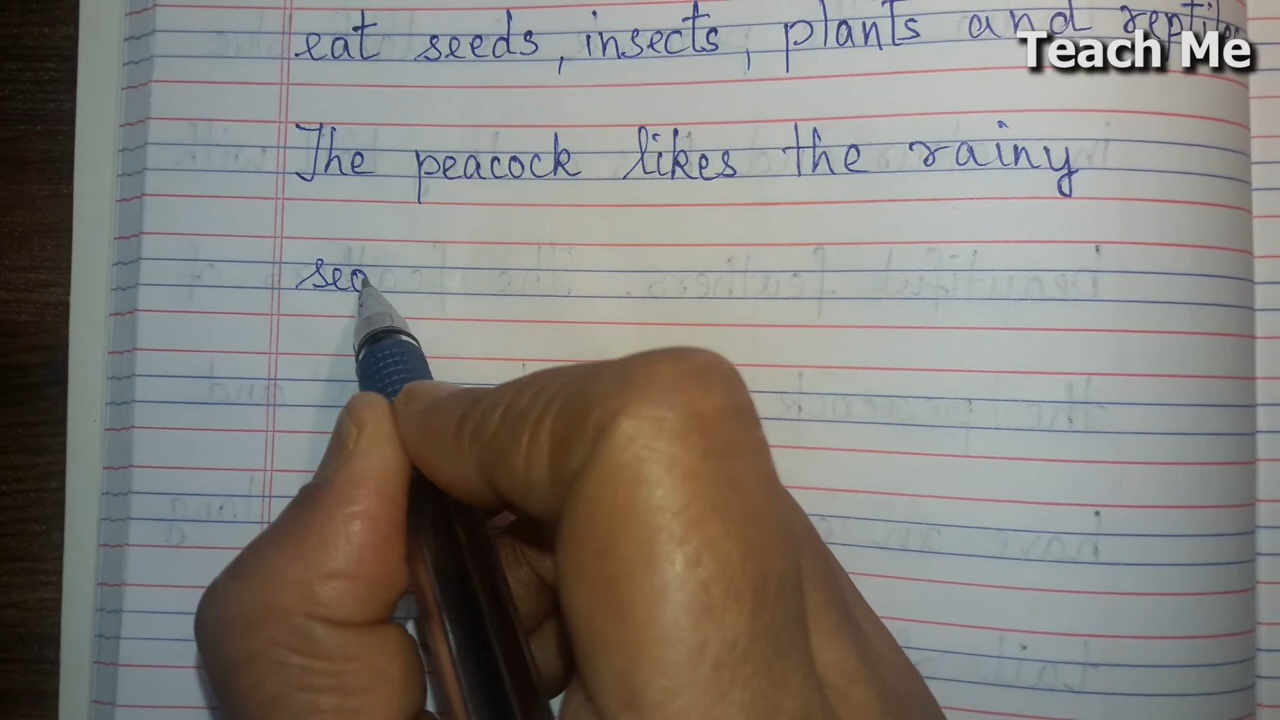 eat seeds, insects, plants and reptiles
Teach Me
The peacock likes the rainy
sea